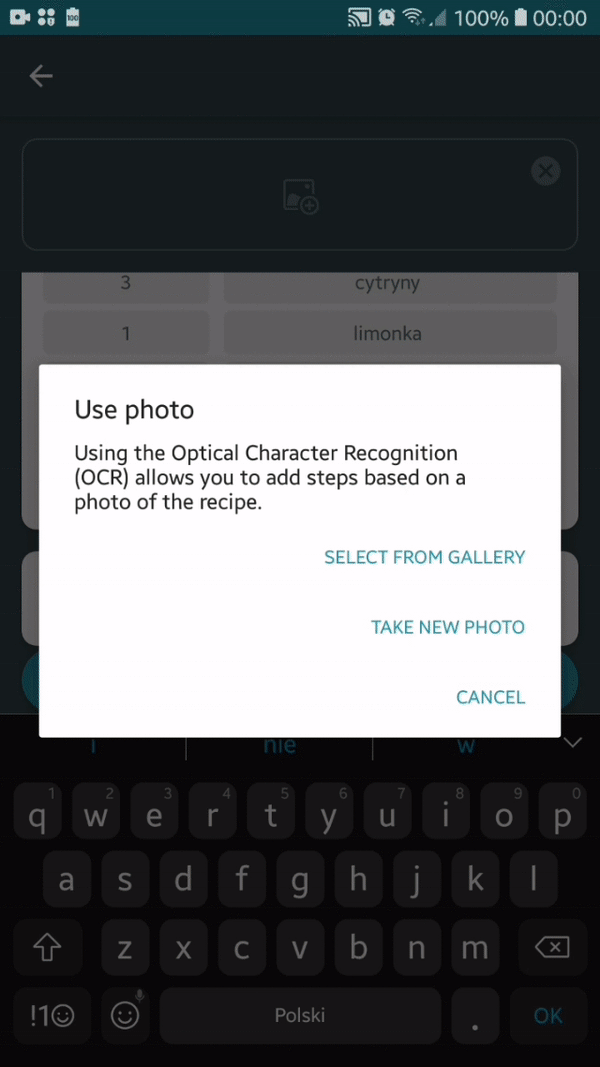 100% 00:00
3 cytryny
1 limonka
Use photo
Using the Optical Character Recognition
(OCR) allows you to add steps based on a
photo of the recipe.
SELECT FROM GALLERY
TAKE NEW PHOTO
CANCEL
i nie w
1 2 3 4 5 6 7 8 9 0
q w e r t y u i o p
a s d f g h j k l
z x c v b n m
!1 Polski . OK